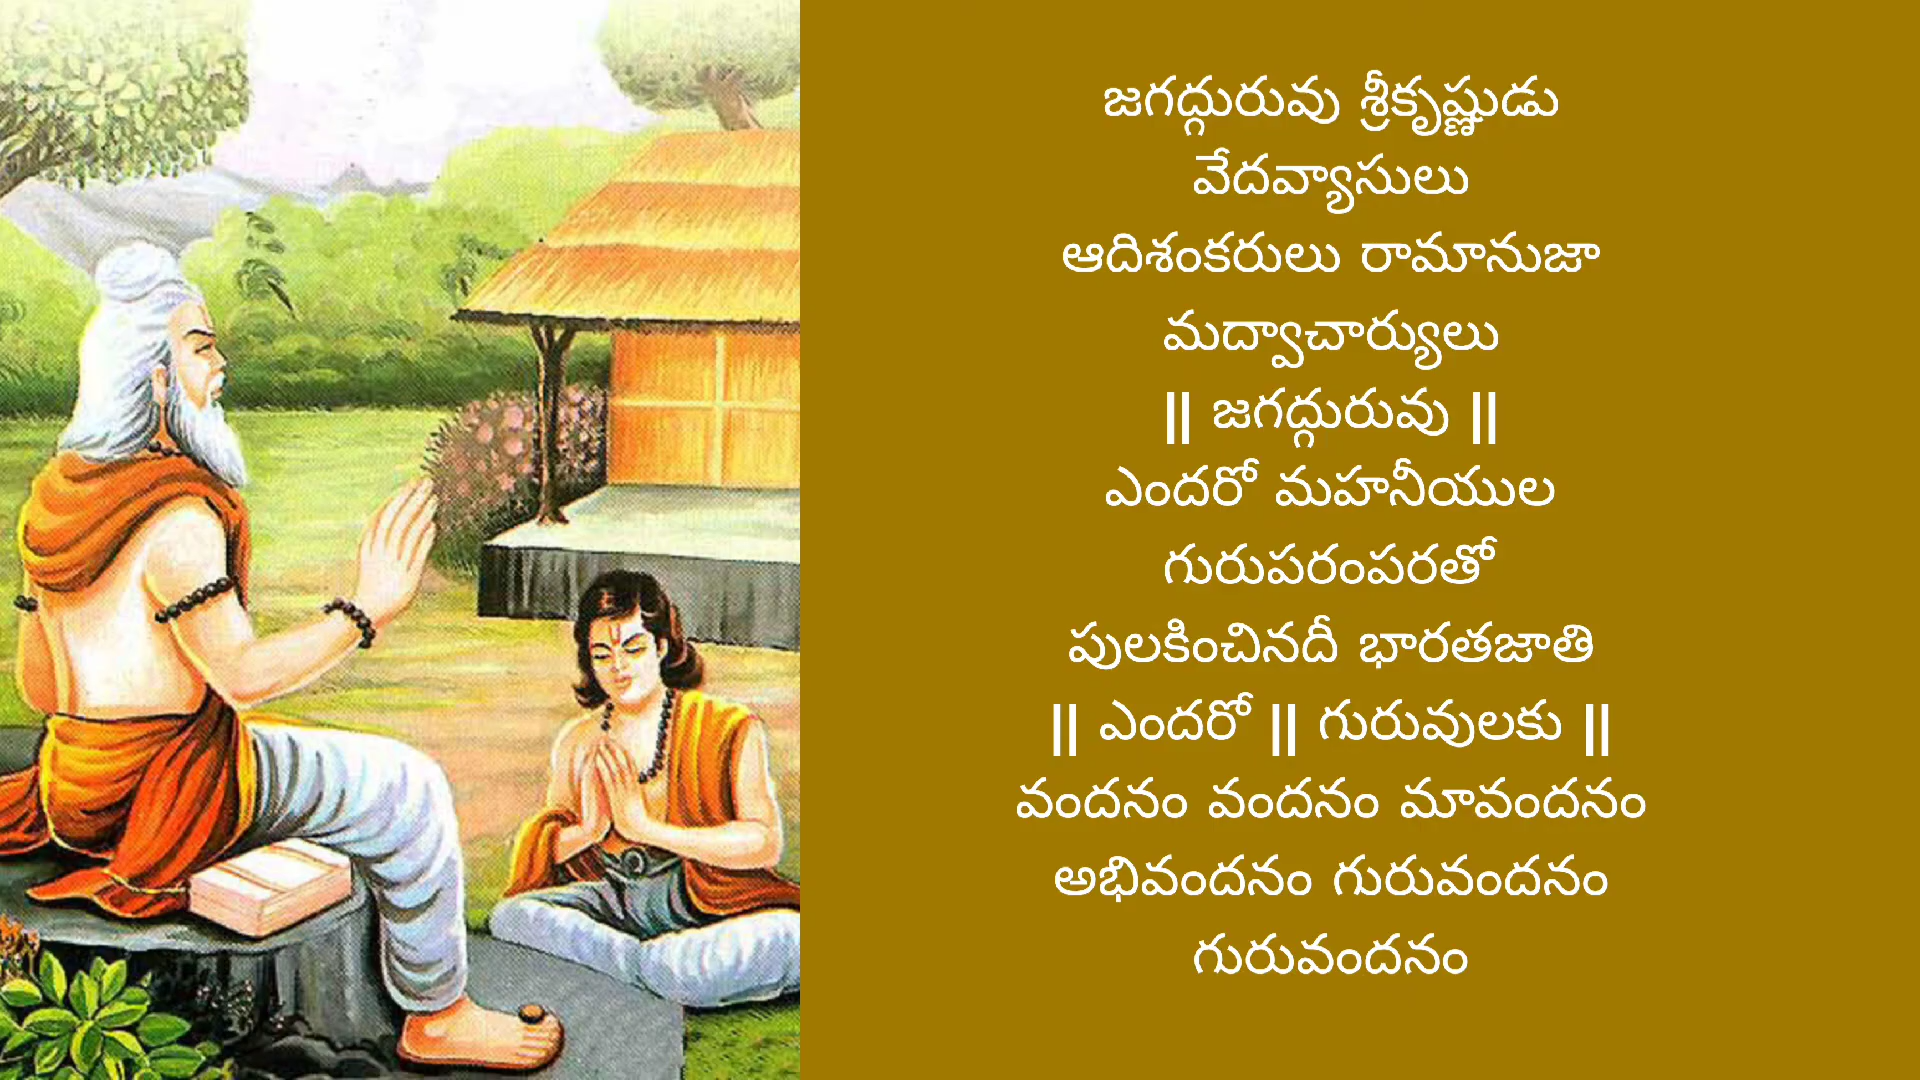 జగద్గురువు శ్రీకృష్ణుడు
వేదవ్యాసులు
ఆదిశంకరులు రామానుజా
మద్వాచార్యులు
|| జగద్గురువు ||
ఎందరో మహనీయుల
గురుపరంపరతో
పులకించినదీ భారతజాతి
|| ఎందరో || గురువులకు ||
వందనం వందనం మావందనం
అభివందనం గురువందనం
గురువందనం